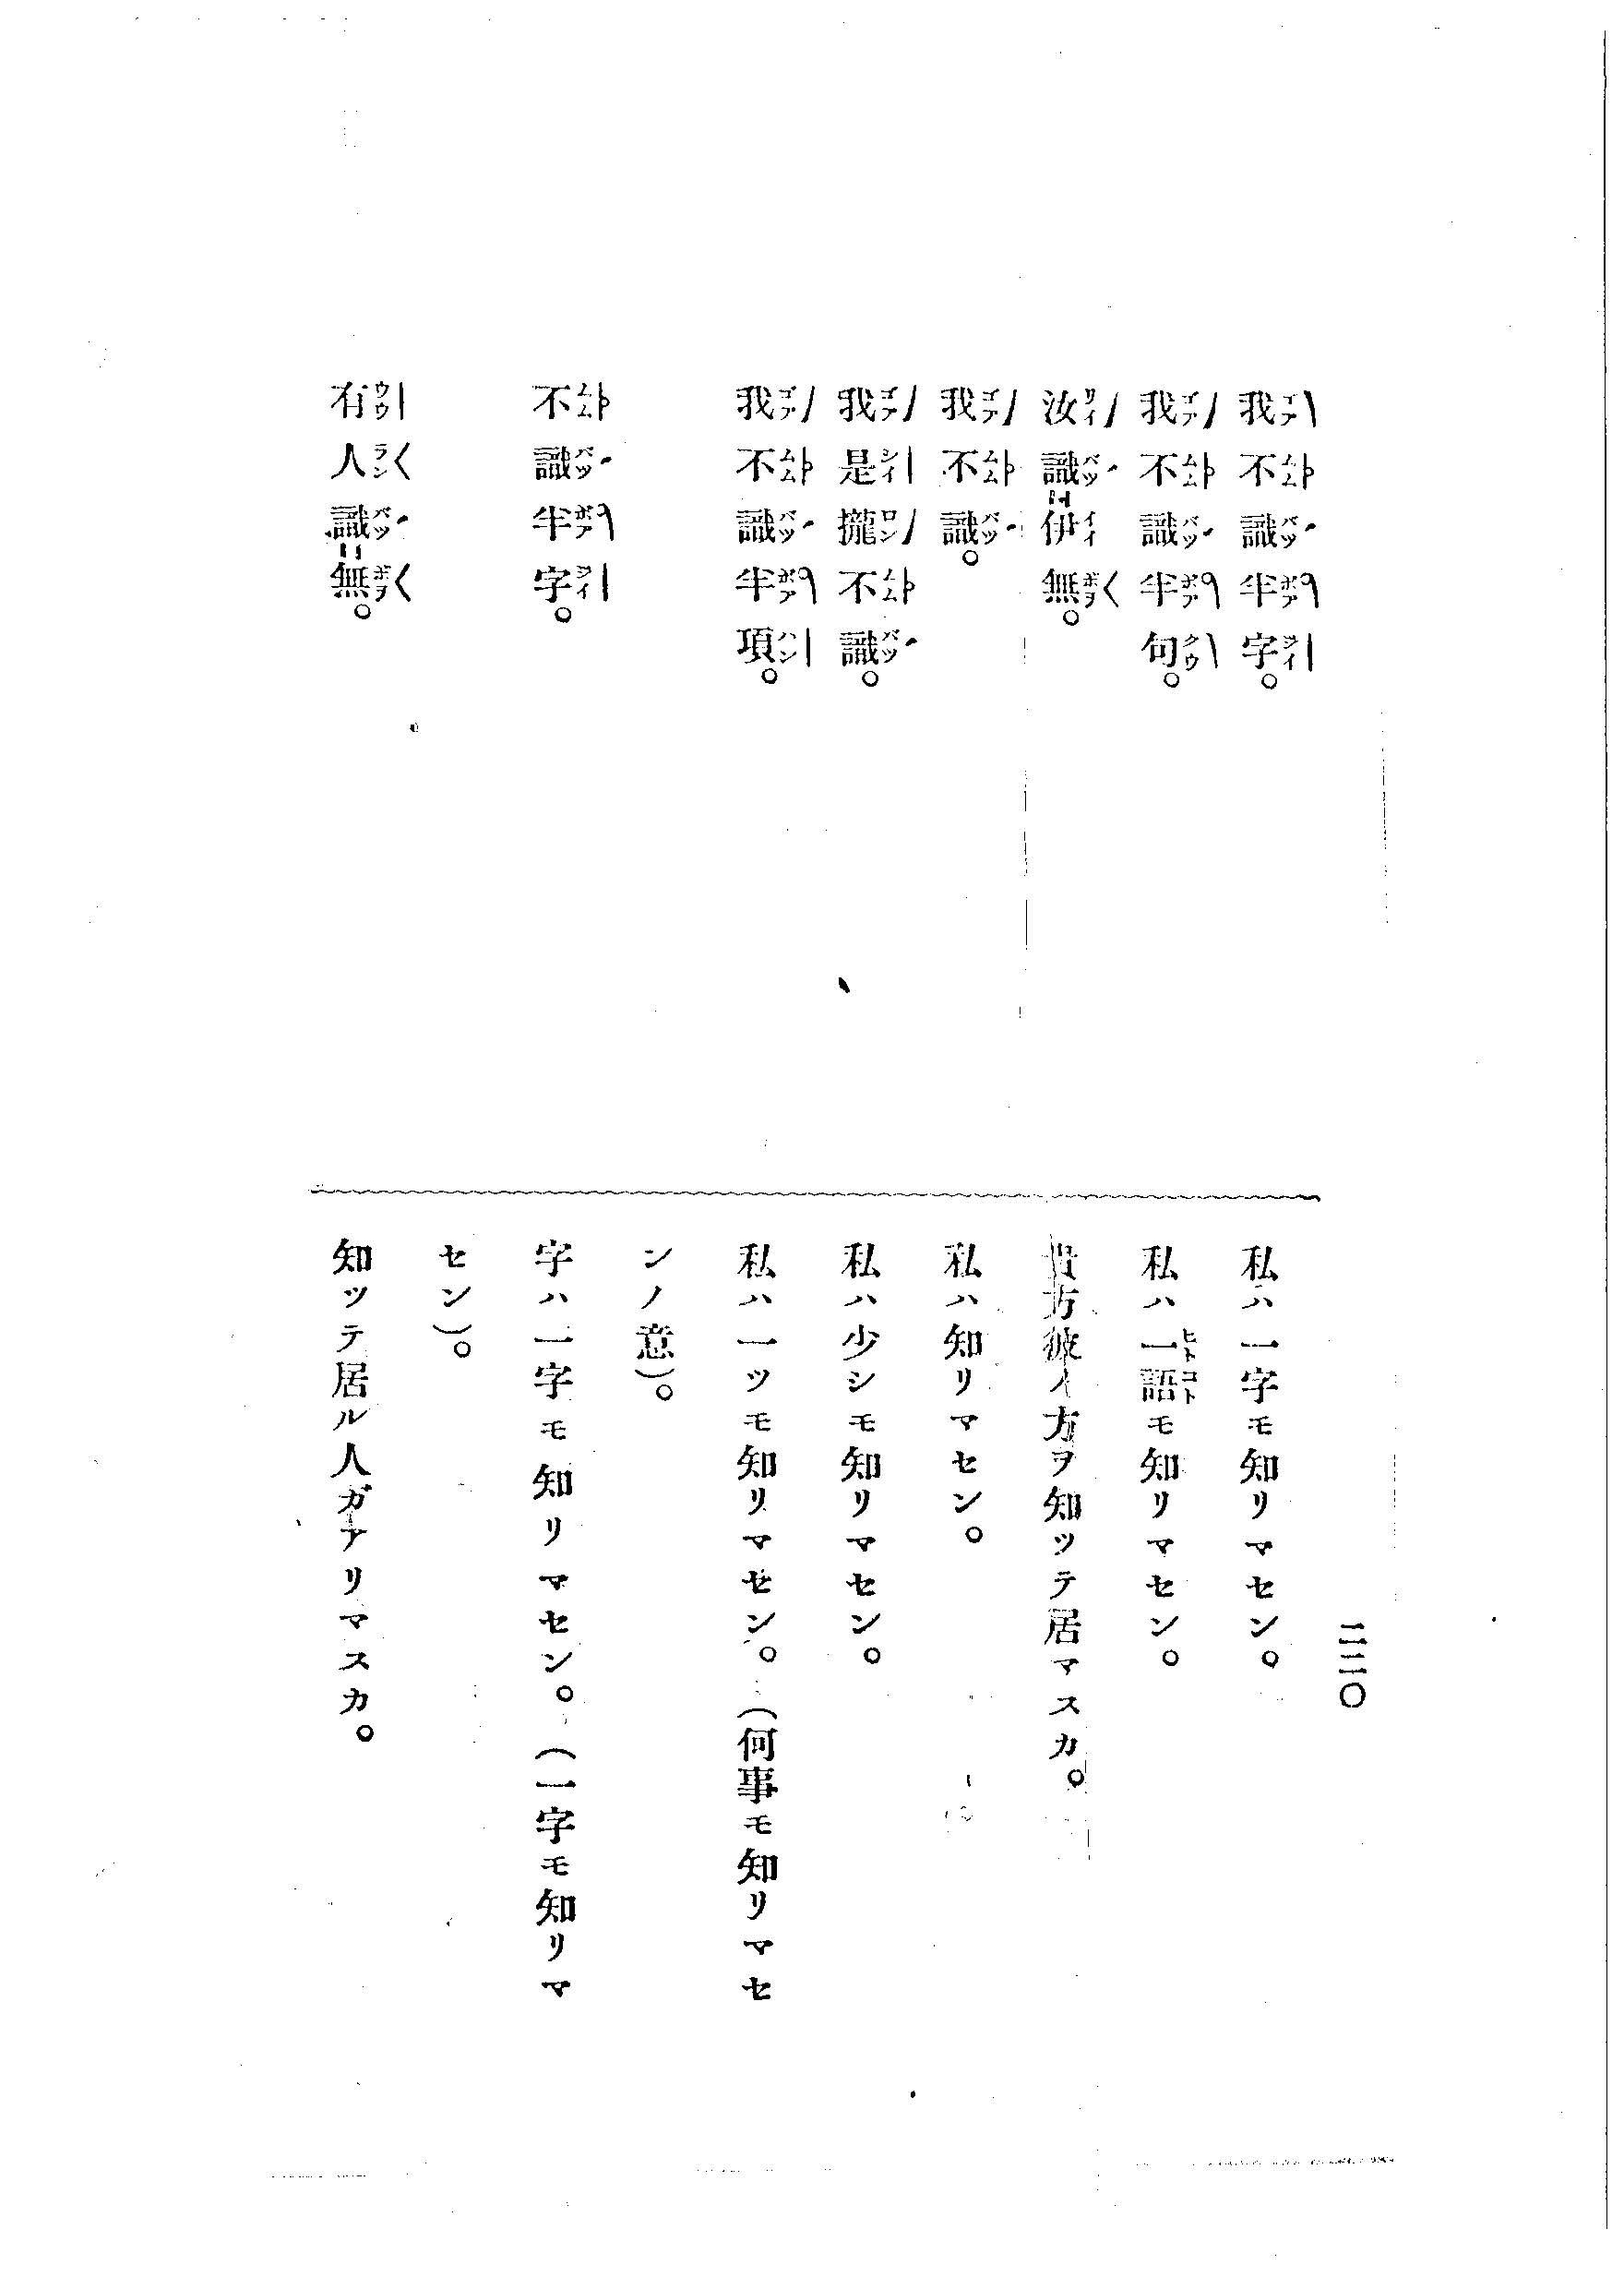 二二〇
我不識半字。
我不識半句。
汝識伊無。
我不識。
我是攏不識。
我不識半項。
不識半字。
有人識無。
私ハ一字モ知リマセン。
私ハ一語モ知リマセン。
貴方彼ノ方ヲ知ツテ居マスカ。
私ハ知リマセン。
私ハ少シモ知リマセン。
私ハ一ツモ知リマセン。(何事モ知リマセ
ンノ意)。
字ハ一字モ知リマセン。(一字モ知リマ
セン)。
知ツテ居ル人ガアリマスカ。